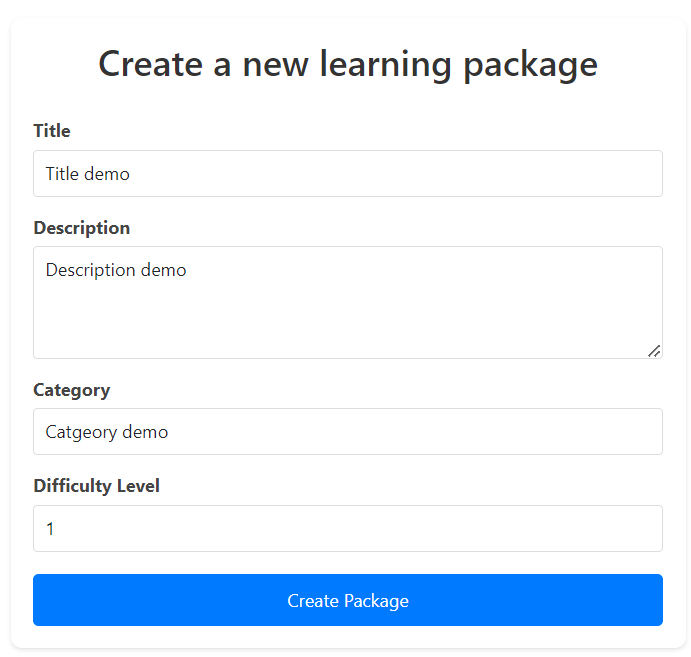 Create a new learning package
Title
Title demo
Description
Description demo
Category
Catgeory demo
Difficulty Level
1
Create Package